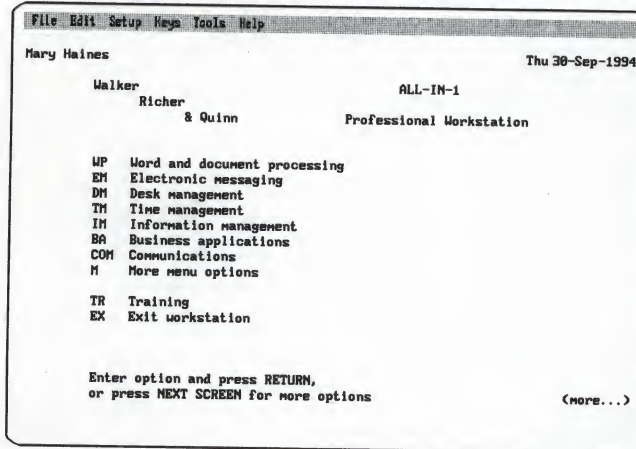 File Edit Setup Keys Tools Help
Mary Haines
Thu 30-Sep-1994
Walker
Richer
& Quinn
ALL-IN-1
Professional Workstation
WP Word and document processing
EM Electronic messaging
DM Desk management
TM Time management
IM Information management
BA Business applications
COM Communications
M More menu options
TR Training
EX Exit workstation
Enter option and press RETURN,
or press NEXT SCREEN for more options
(more...)